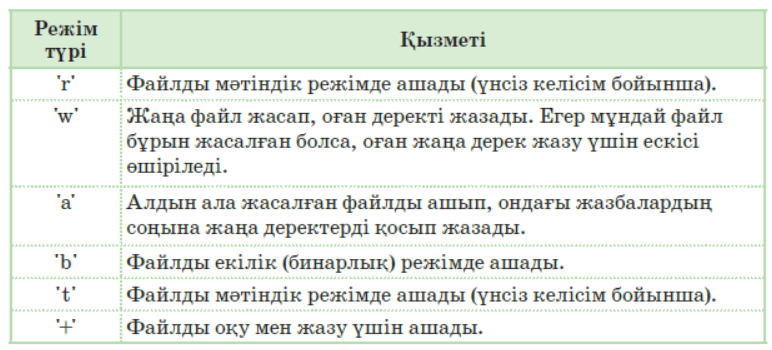 Режім
түрі
Қызметі
'r' Файлды мәтіндік режімде ашады (үнсіз келісім бойынша).
'w' Жаңа файл жасап, оған деректі жазады. Егер мұндай файл
бұрын жасалған болса, оған жаңа дерек жазу үшін ескісі
өшіріледі.
'a' Алдын ала жасалған файлды ашып, ондағы жазбалардың
соңына жаңа деректерді қосып жазады.
'b' Файлды екілік (бинарлық) режімде ашады.
't' Файлды мәтіндік режімде ашады (үнсіз келісім бойынша).
'+' Файлды оқу мен жазу үшін ашады.